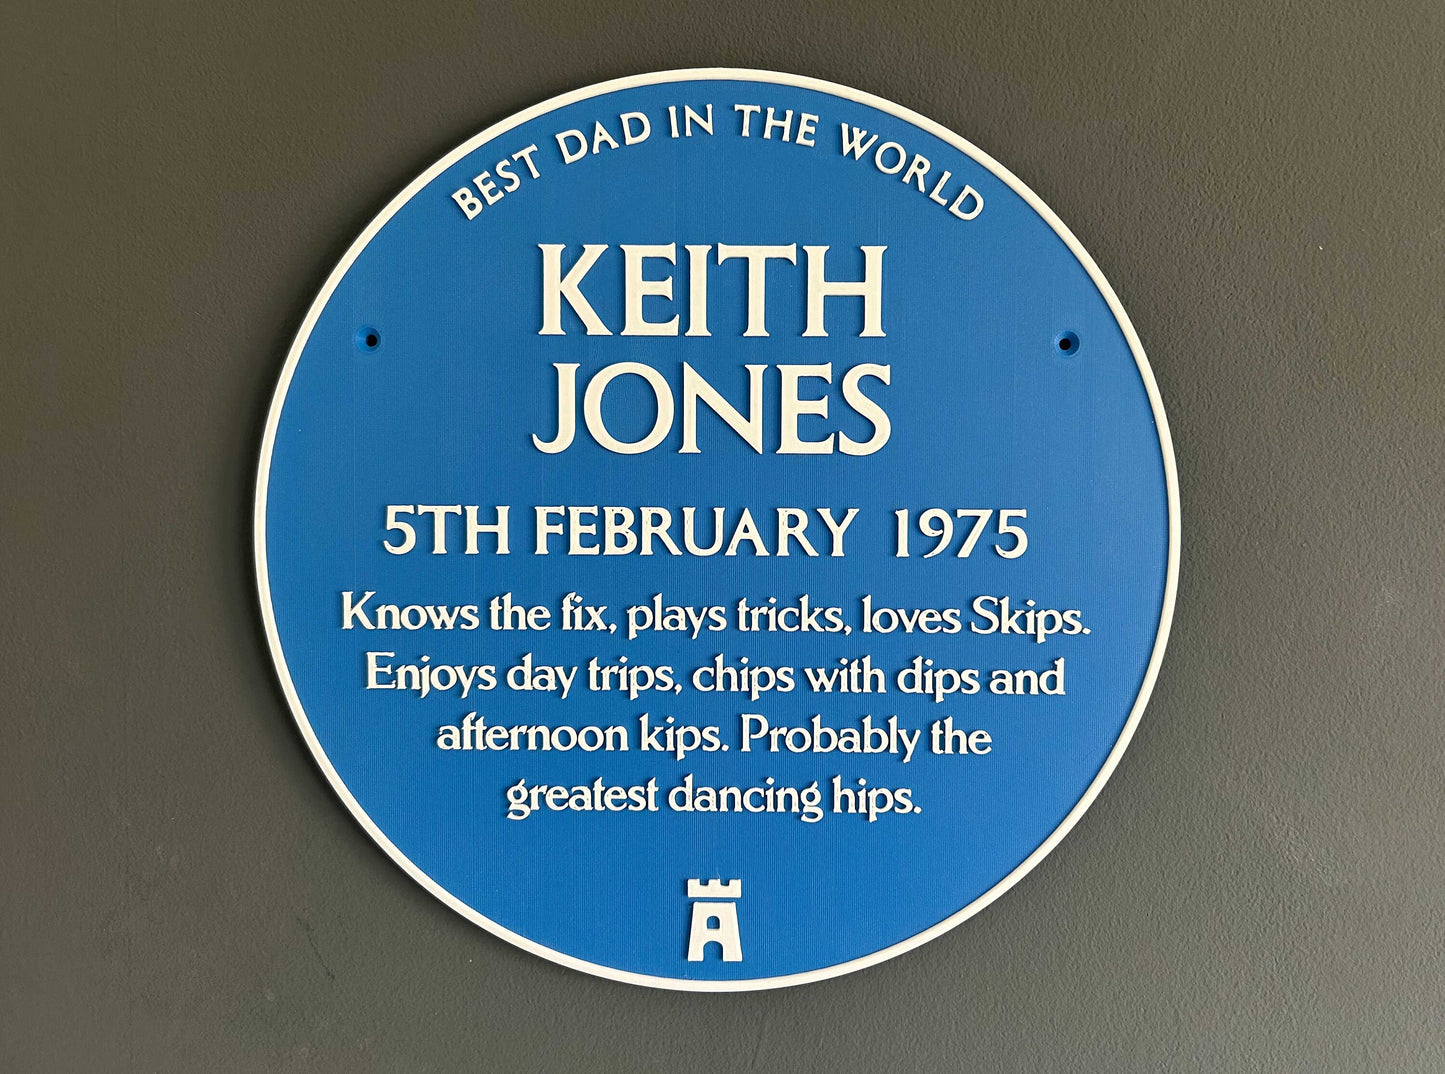 BEST DAD IN THE WORLD
KEITH
JONES
5TH FEBRUARY 1975
Knows the fix, plays tricks, loves Skips.
Enjoys day trips, chips with dips and
afternoon kips. Probably the
greatest dancing hips.